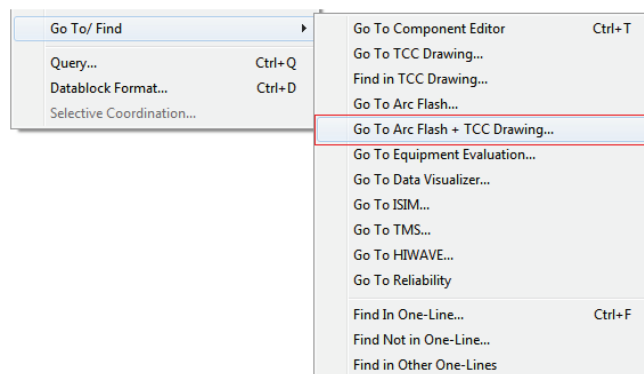 Go To/ Find
Query... Ctrl+Q
Datablock Format... Ctrl+D
Selective Coordination...
Go To Component Editor Ctrl+T
Go To TCC Drawing...
Find in TCC Drawing...
Go To Arc Flash...
Go To Arc Flash + TCC Drawing...
Go To Equipment Evaluation...
Go To Data Visualizer...
Go To ISIM...
Go To TMS...
Go To HIWAVE...
Go To Reliability
Find In One-Line... Ctrl+F
Find Not in One-Line...
Find in Other One-Lines